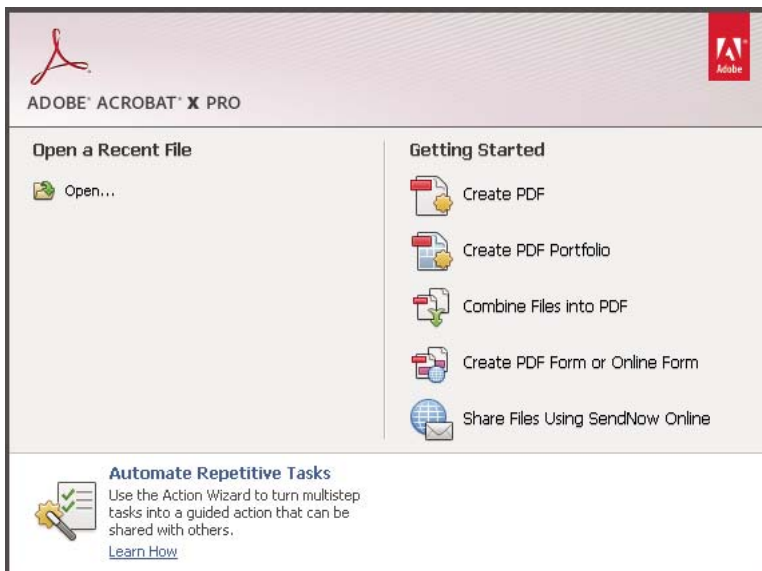 Adobe
ADOBE® ACROBAT® X PRO
Open a Recent File
Open...
Getting Started
Create PDF
Create PDF Portfolio
Combine Files into PDF
Create PDF Form or Online Form
Share Files Using SendNow Online
Automate Repetitive Tasks
Use the Action Wizard to turn multistep
tasks into a guided action that can be
shared with others.
Learn How